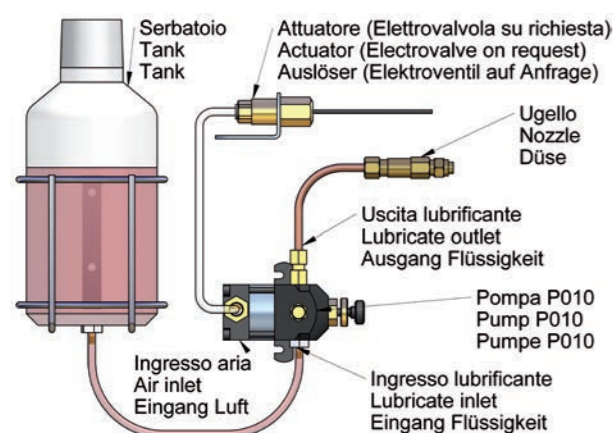 Serbatoio
Tank
Tank
Attuatore (Elettrovalvola su richiesta)
Actuator (Electrovalve on request)
Auslöser (Elektroventil auf Anfrage)
Ugello
Nozzle
Düse
Uscita lubrificante
Lubricate outlet
Ausgang Flüssigkeit
Pompa P010
Pump P010
Pumpe P010
Ingresso aria
Air inlet
Eingang Luft
Ingresso lubrificante
Lubricate inlet
Eingang Flüssigkeit